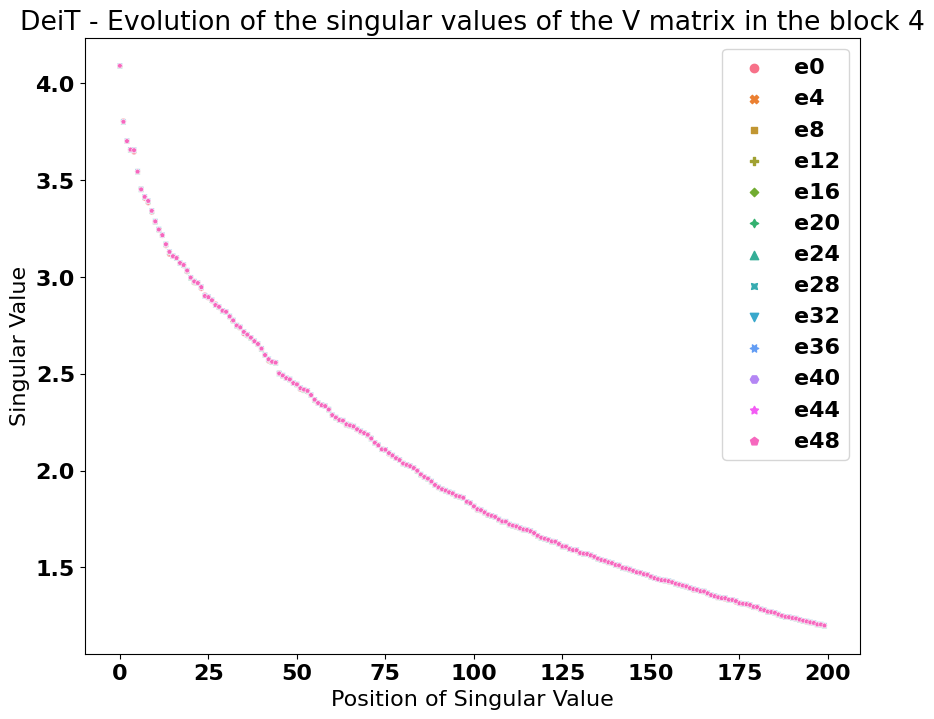 DeiT - Evolution of the singular values of the V matrix in the block 4
Singular Value
4.0
3.5
3.0
2.5
2.0
1.5
e0
e4
e8
e12
e16
e20
e24
e28
e32
e36
e40
e44
e48
0 25 50 75 100 125 150 175 200
Position of Singular Value